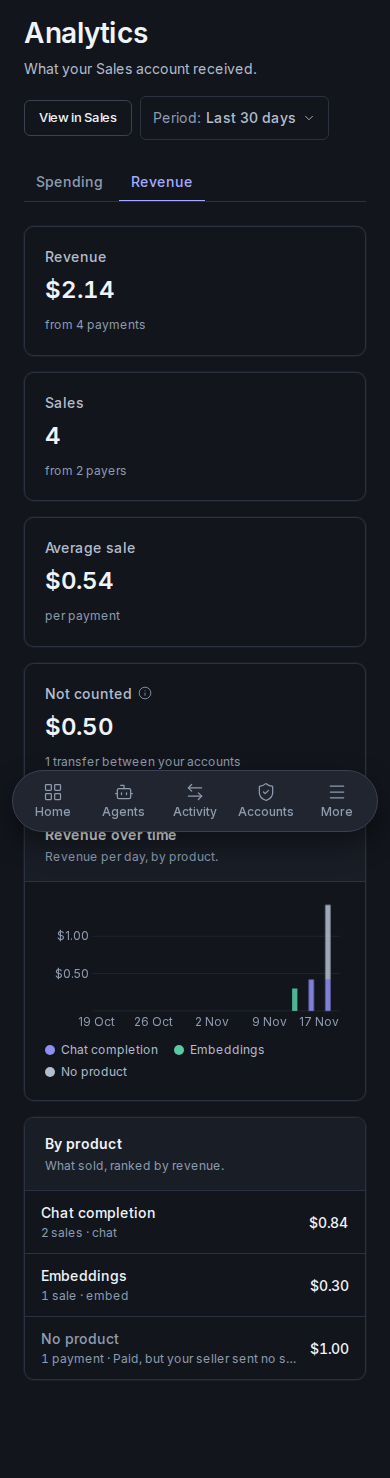 Analytics
What your Sales account received.
View in Sales
Period: Last 30 days
Spending Revenue
Revenue
$2.14
from 4 payments
Sales
4
from 2 payers
Average sale
$0.54
per payment
Not counted
$0.50
1 transfer between your accounts
Home Agents Activity Accounts More
Revenue over time
Revenue per day, by product.
$1.00
$0.50
19 Oct 26 Oct 2 Nov 9 Nov 17 Nov
Chat completion Embeddings
No product
By product
What sold, ranked by revenue.
Chat completion
2 sales · chat
$0.84
Embeddings
1 sale · embed
$0.30
No product
1 payment · Paid, but your seller sent no s...
$1.00